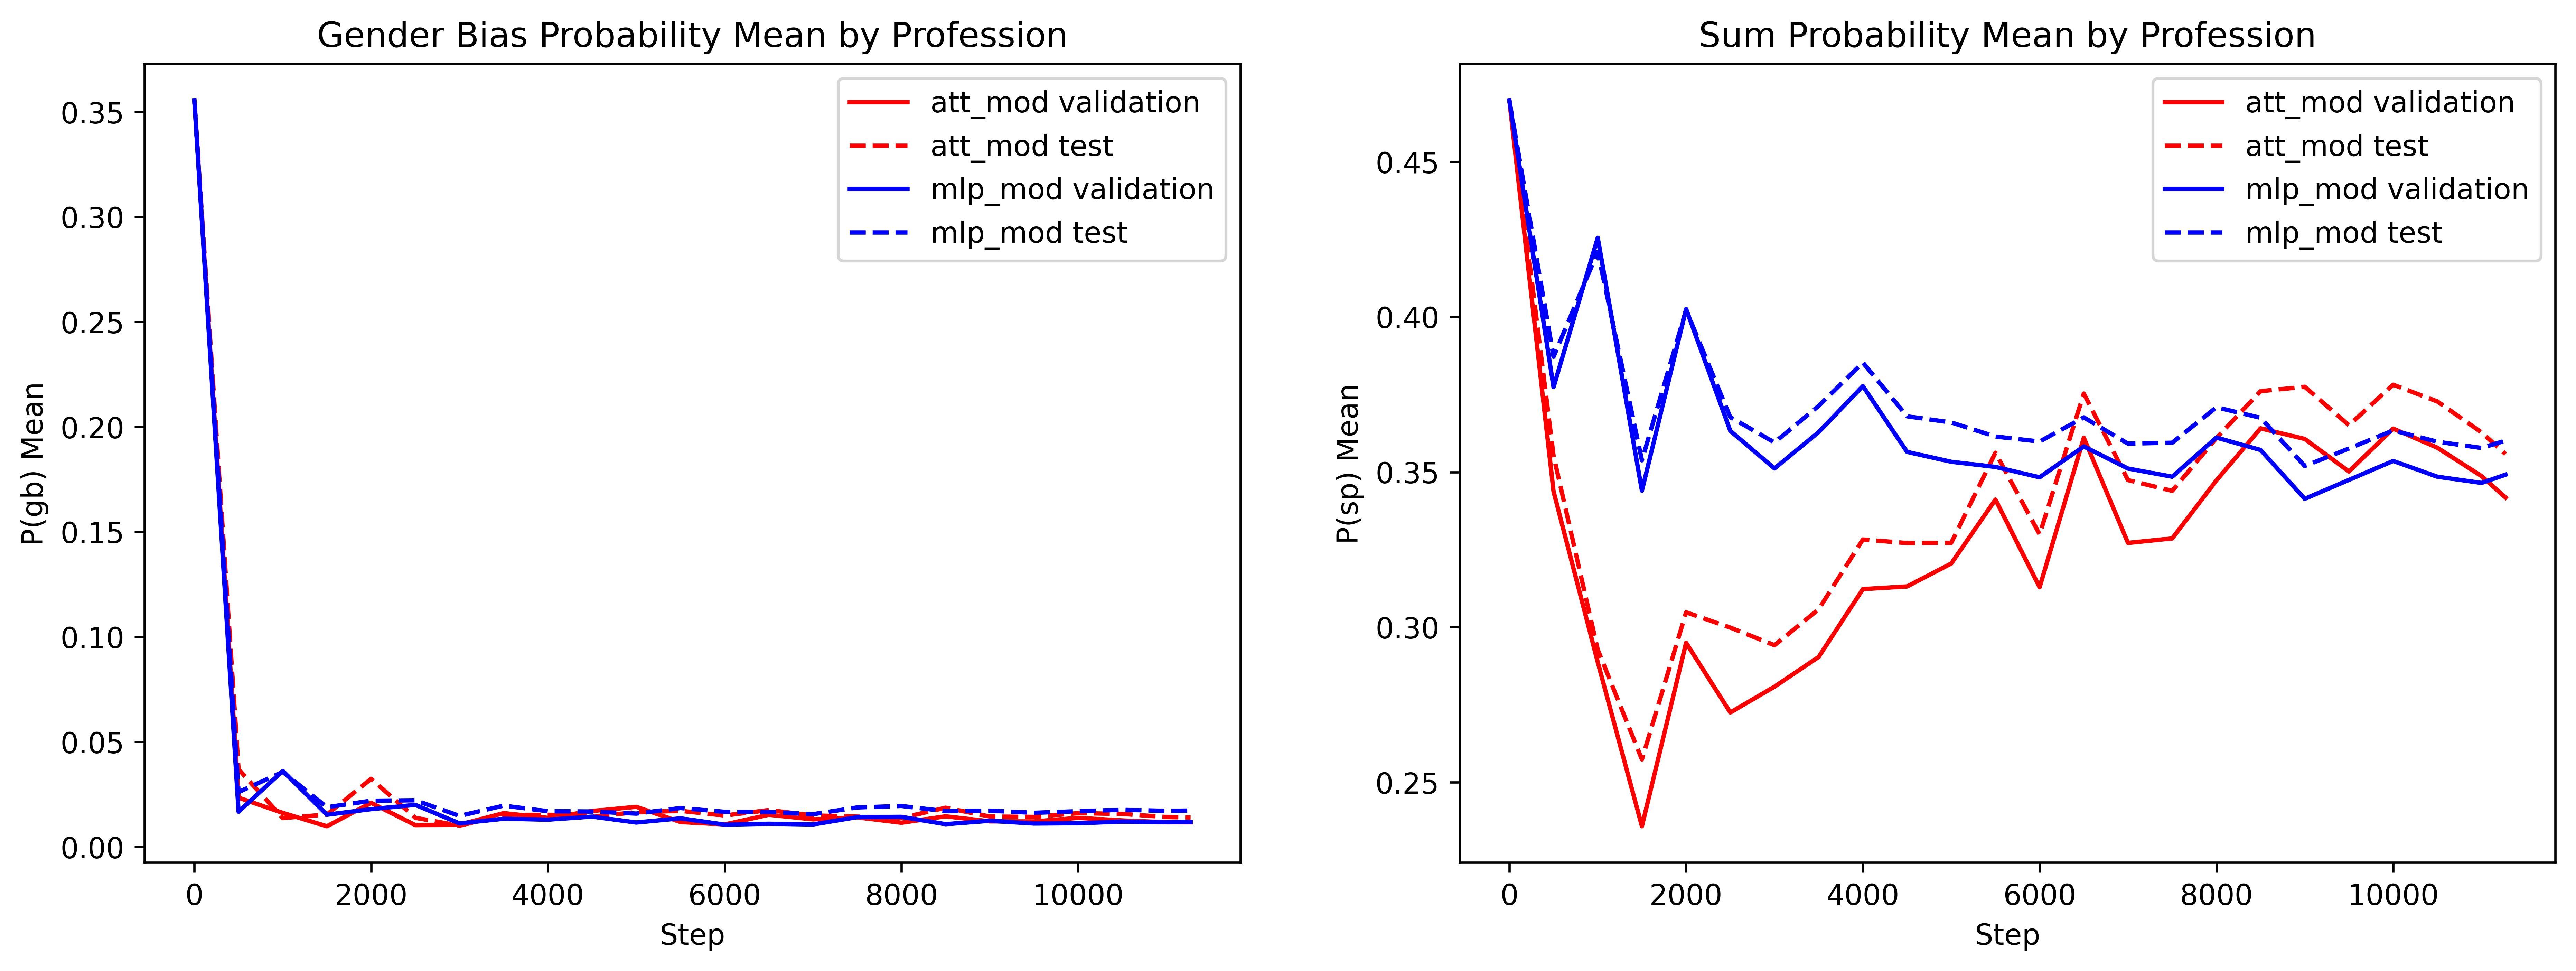 Gender Bias Probability Mean by Profession
P(gb) Mean
0.35
0.30
0.25
0.20
0.15
0.10
0.05
0.00
att_mod validation
att_mod test
mlp_mod validation
mlp_mod test
0 2000 4000 6000 8000 10000
Step
Sum Probability Mean by Profession
P(sp) Mean
0.45
0.40
0.35
0.30
0.25
att_mod validation
att_mod test
mlp_mod validation
mlp_mod test
0 2000 4000 6000 8000 10000
Step